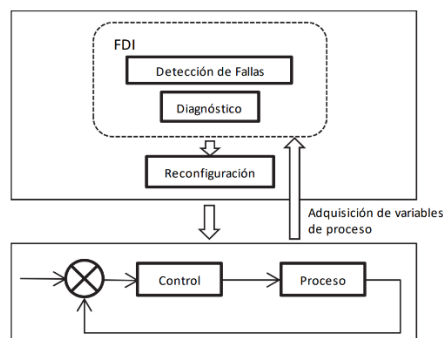 FDI
Detección de Fallas
Diagnóstico
Reconfiguración
Adquisición de variables
de proceso
Control
Proceso